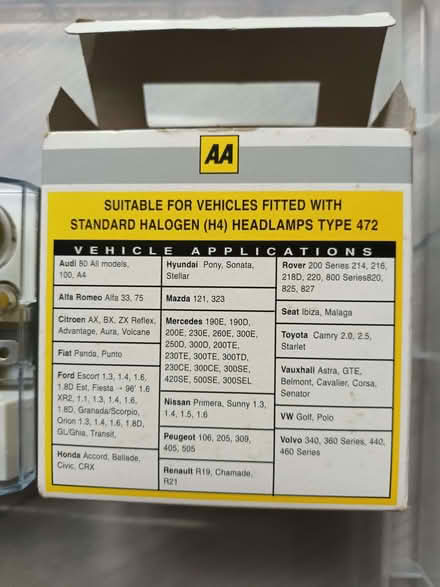 AA
SUITABLE FOR VEHICLES FITTED WITH
STANDARD HALOGEN (H4) HEADLAMPS TYPE 472
VEHICLE APPLICATIONS
Audi 80 All models,
100, A4
Alfa Romeo Alfa 33, 75
Citroen AX, BX, ZX Reflex,
Advantage, Aura, Volcane
Fiat Panda, Punto
Ford Escort 1.3, 1.4, 1.6,
1.8D Est, Fiesta → 96' 1.6
XR2, 1.1, 1.3, 1.4, 1.6,
1.8D, Granada/Scorpio,
Orion 1.3, 1.4, 1.6, 1.8D,
GL/Ghia, Transit,
Honda Accord, Ballade,
Civic, CRX
Hyundai Pony, Sonata,
Stellar
Mazda 121, 323
Mercedes 190E, 190D,
200E, 230E, 260E, 300E,
250D, 300D, 200TE,
230TE, 300TE, 300TD,
230CE, 300CE, 300SE,
420SE, 500SE, 300SEL
Nissan Primera, Sunny 1.3,
1.4, 1.5, 1.6
Peugeot 106, 205, 309,
405, 505
Renault R19, Chamade,
R21
Rover 200 Series 214, 216,
218D, 220, 800 Series820,
825, 827
Seat Ibiza, Malaga
Toyota Camry 2.0, 2.5,
Starlet
Vauxhall Astra, GTE,
Belmont, Cavalier, Corsa,
Senator
VW Golf, Polo
Volvo 340, 360 Series, 440,
460 Series